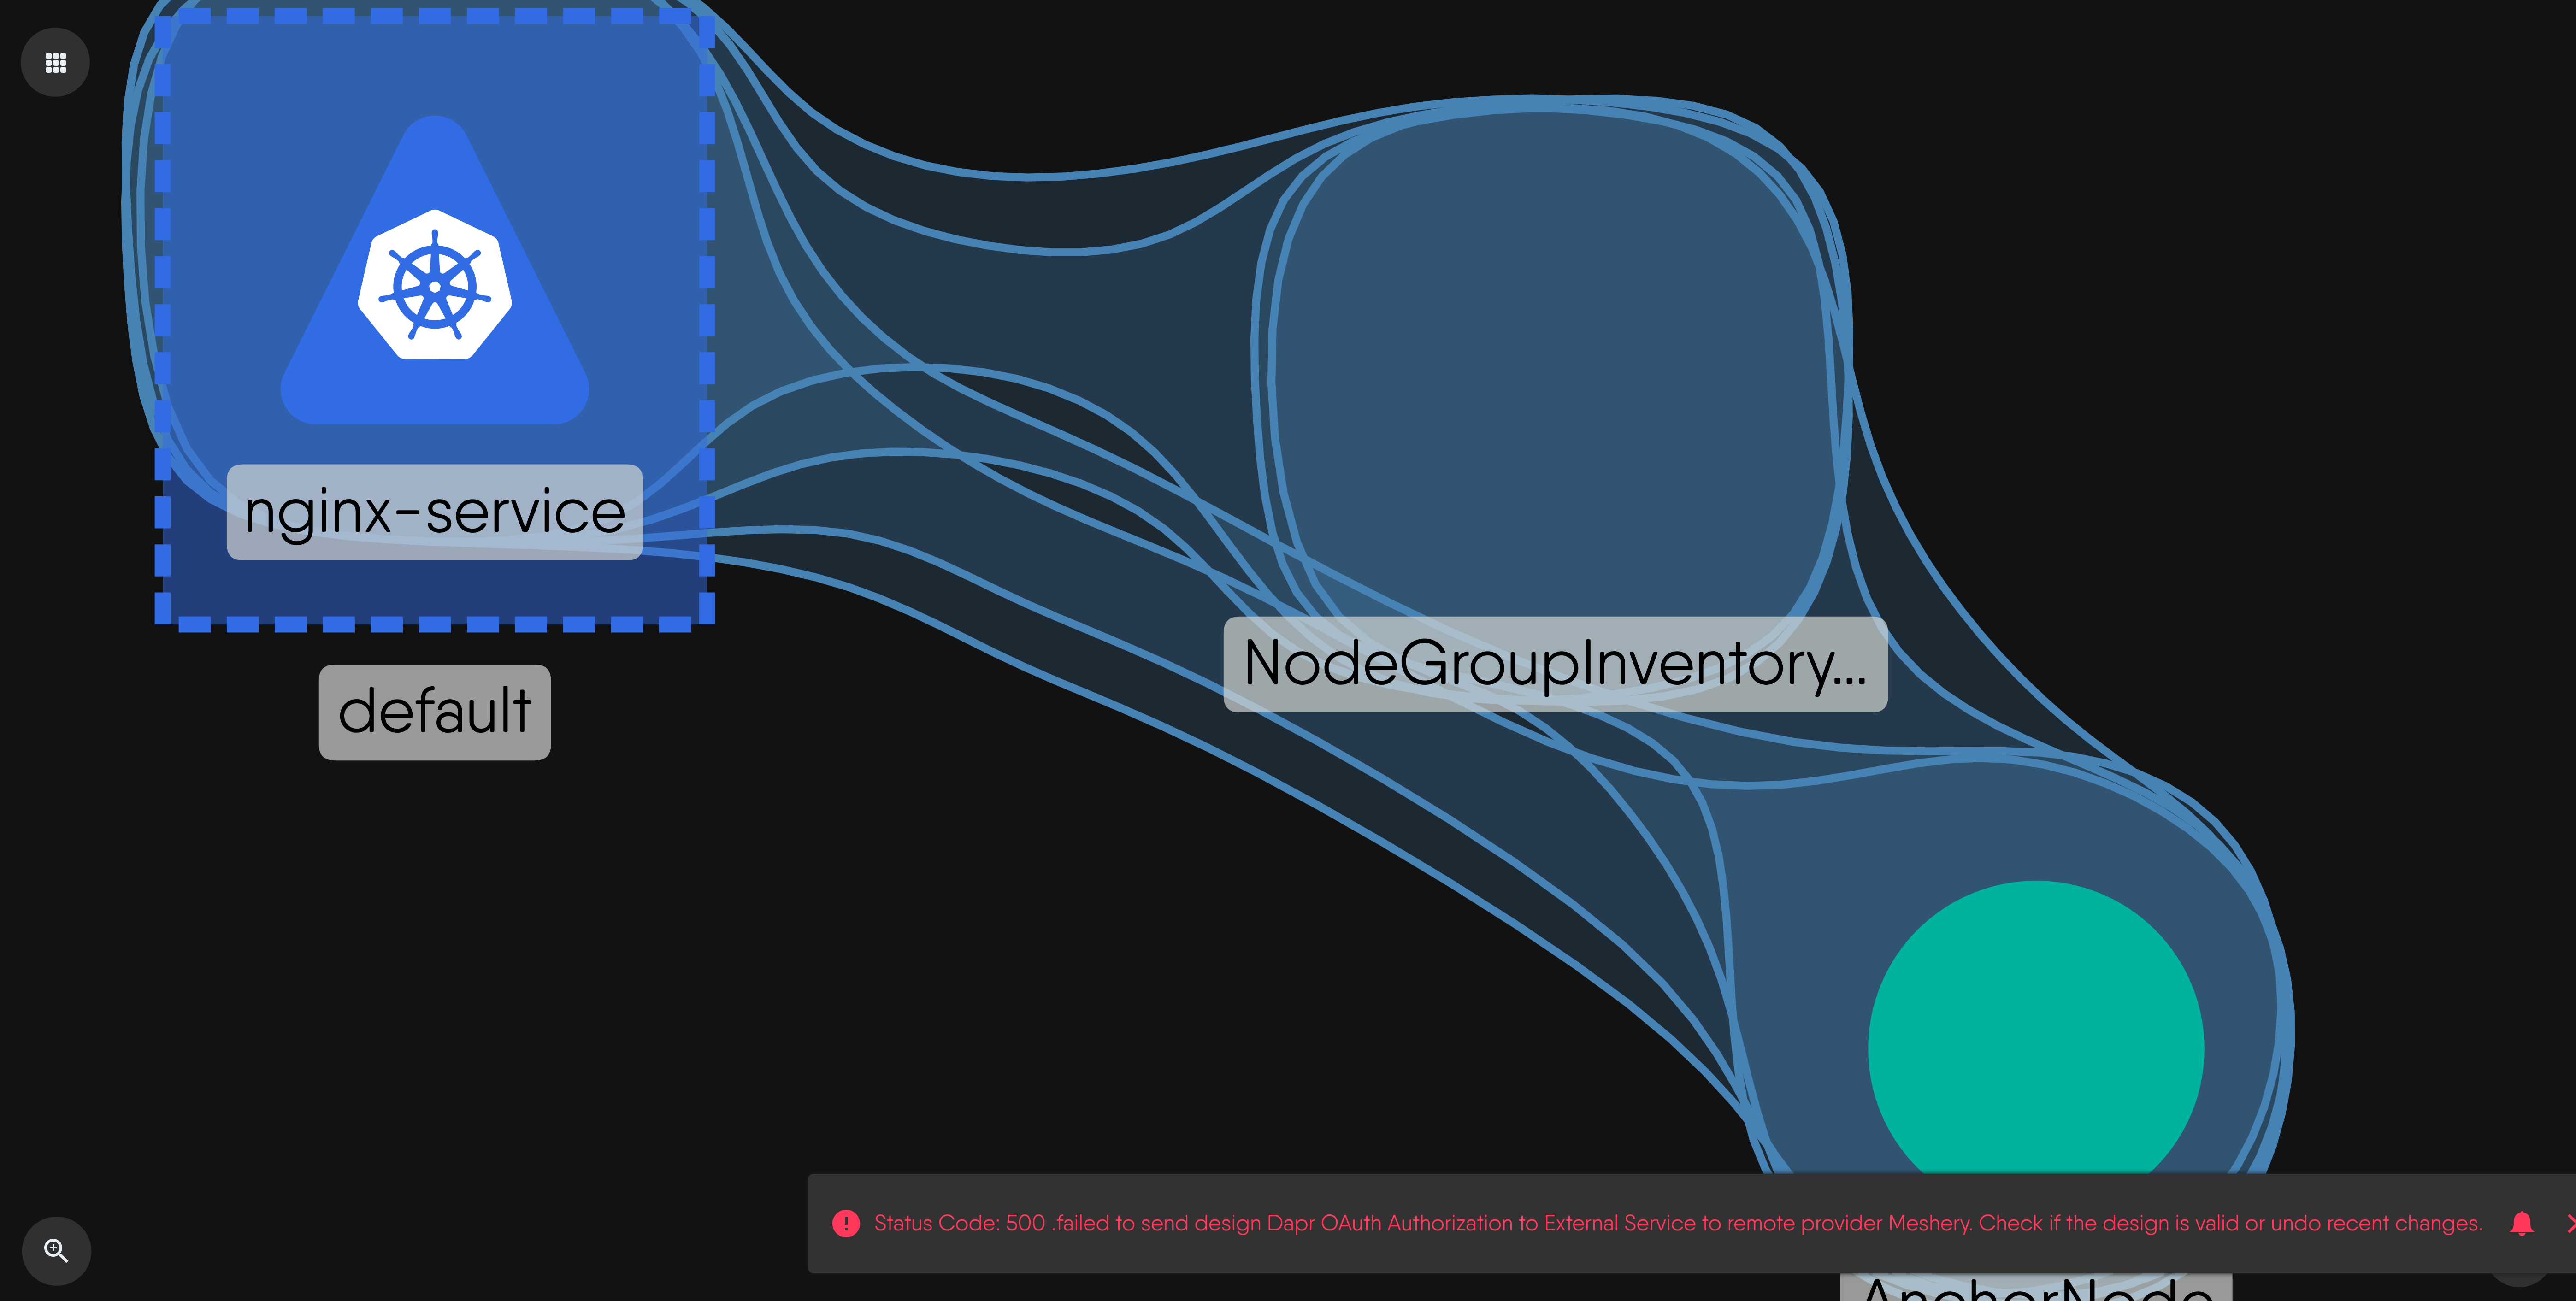 nginx-service
default
NodeGroupInventory...
Status Code: 500 .failed to send design Dapr OAuth Authorization to External Service to remote provider Meshery. Check if the design is valid or undo recent changes.
AnchorNode